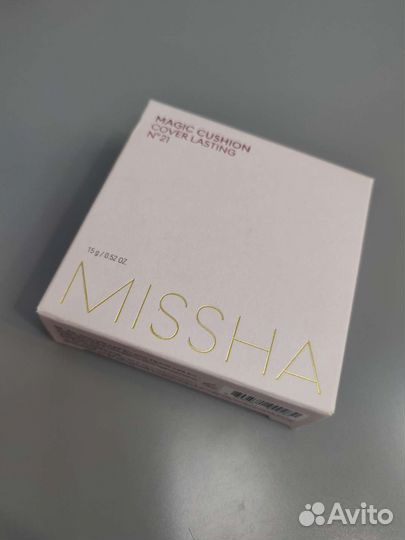 MAGIC CUSHION
COVER LASTING
N°21
15 g / 0.52 OZ
MISSHA
Avito